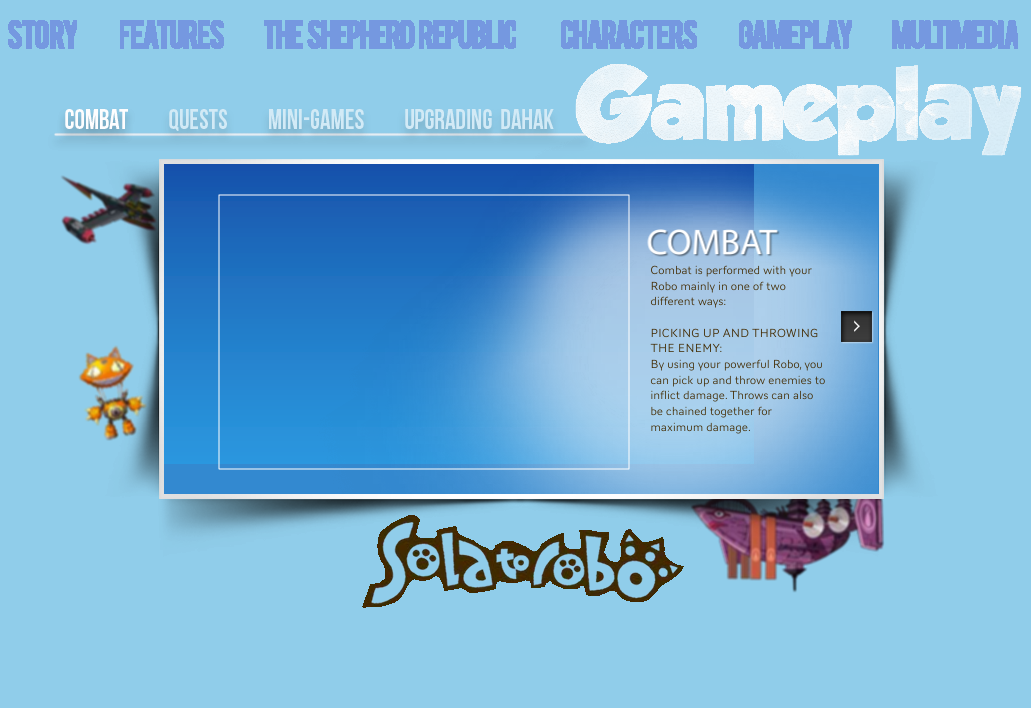 STORY FEATURES THE SHEPHERD REPUBLIC CHARACTERS GAMEPLAY MULTIMEDIA
Gameplay
COMBAT QUESTS MINI-GAMES UPGRADING DAHAK
COMBAT
Combat is performed with your
Robo mainly in one of two
different ways:
PICKING UP AND THROWING
THE ENEMY:
By using your powerful Robo, you
can pick up and throw enemies to
inflict damage. Throws can also
be chained together for
maximum damage.
Solatorobo